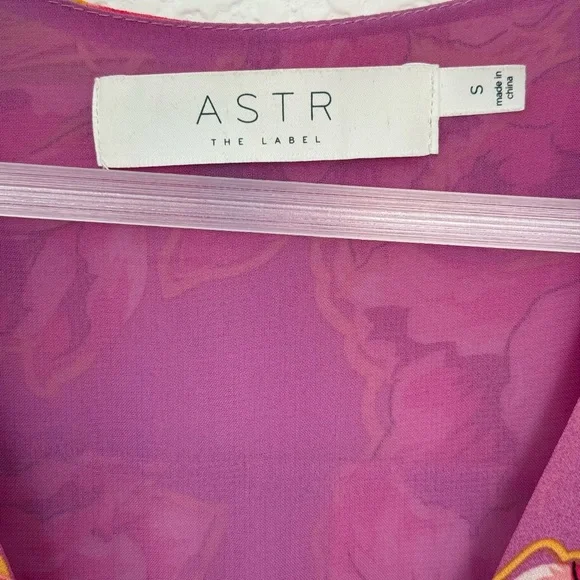 ASTR
THE LABEL
S
made in
china